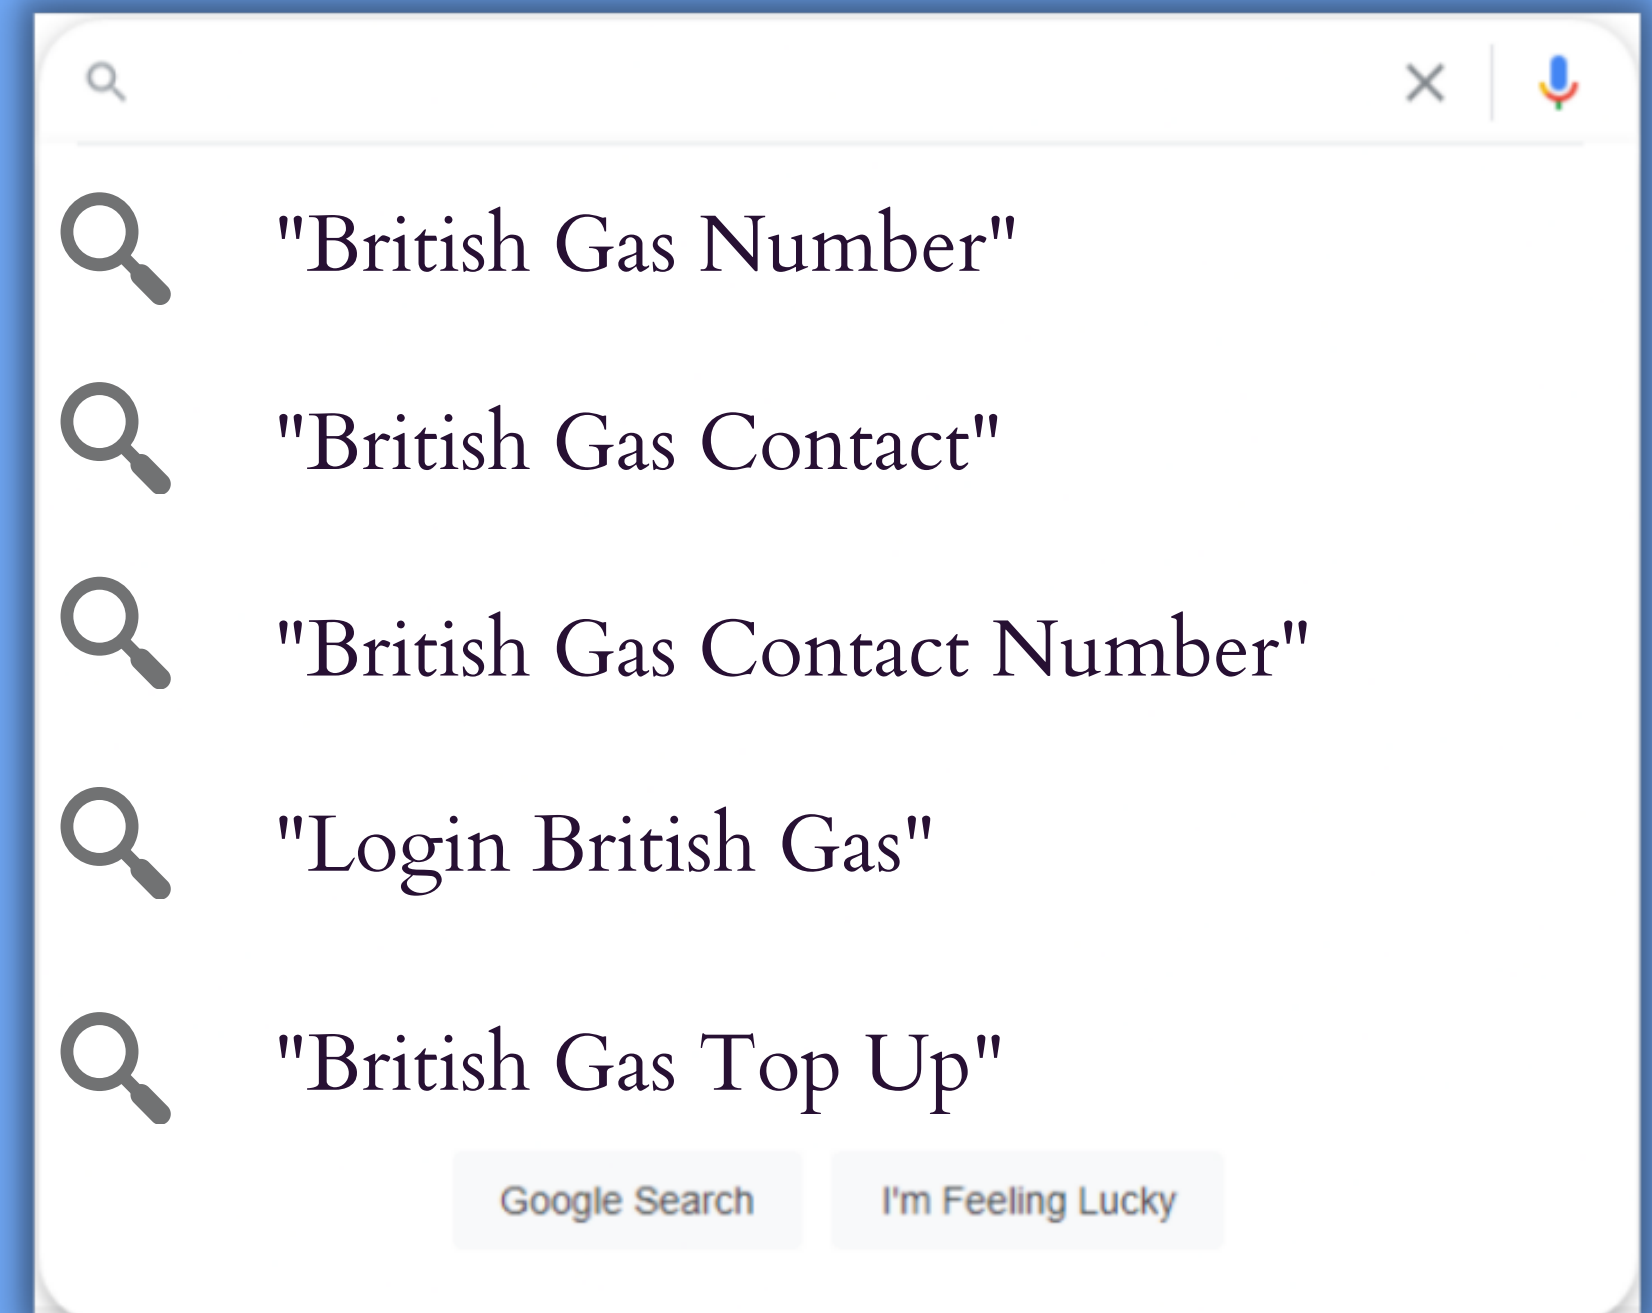 "British Gas Number"
"British Gas Contact"
"British Gas Contact Number"
"Login British Gas"
"British Gas Top Up"
Google Search I'm Feeling Lucky